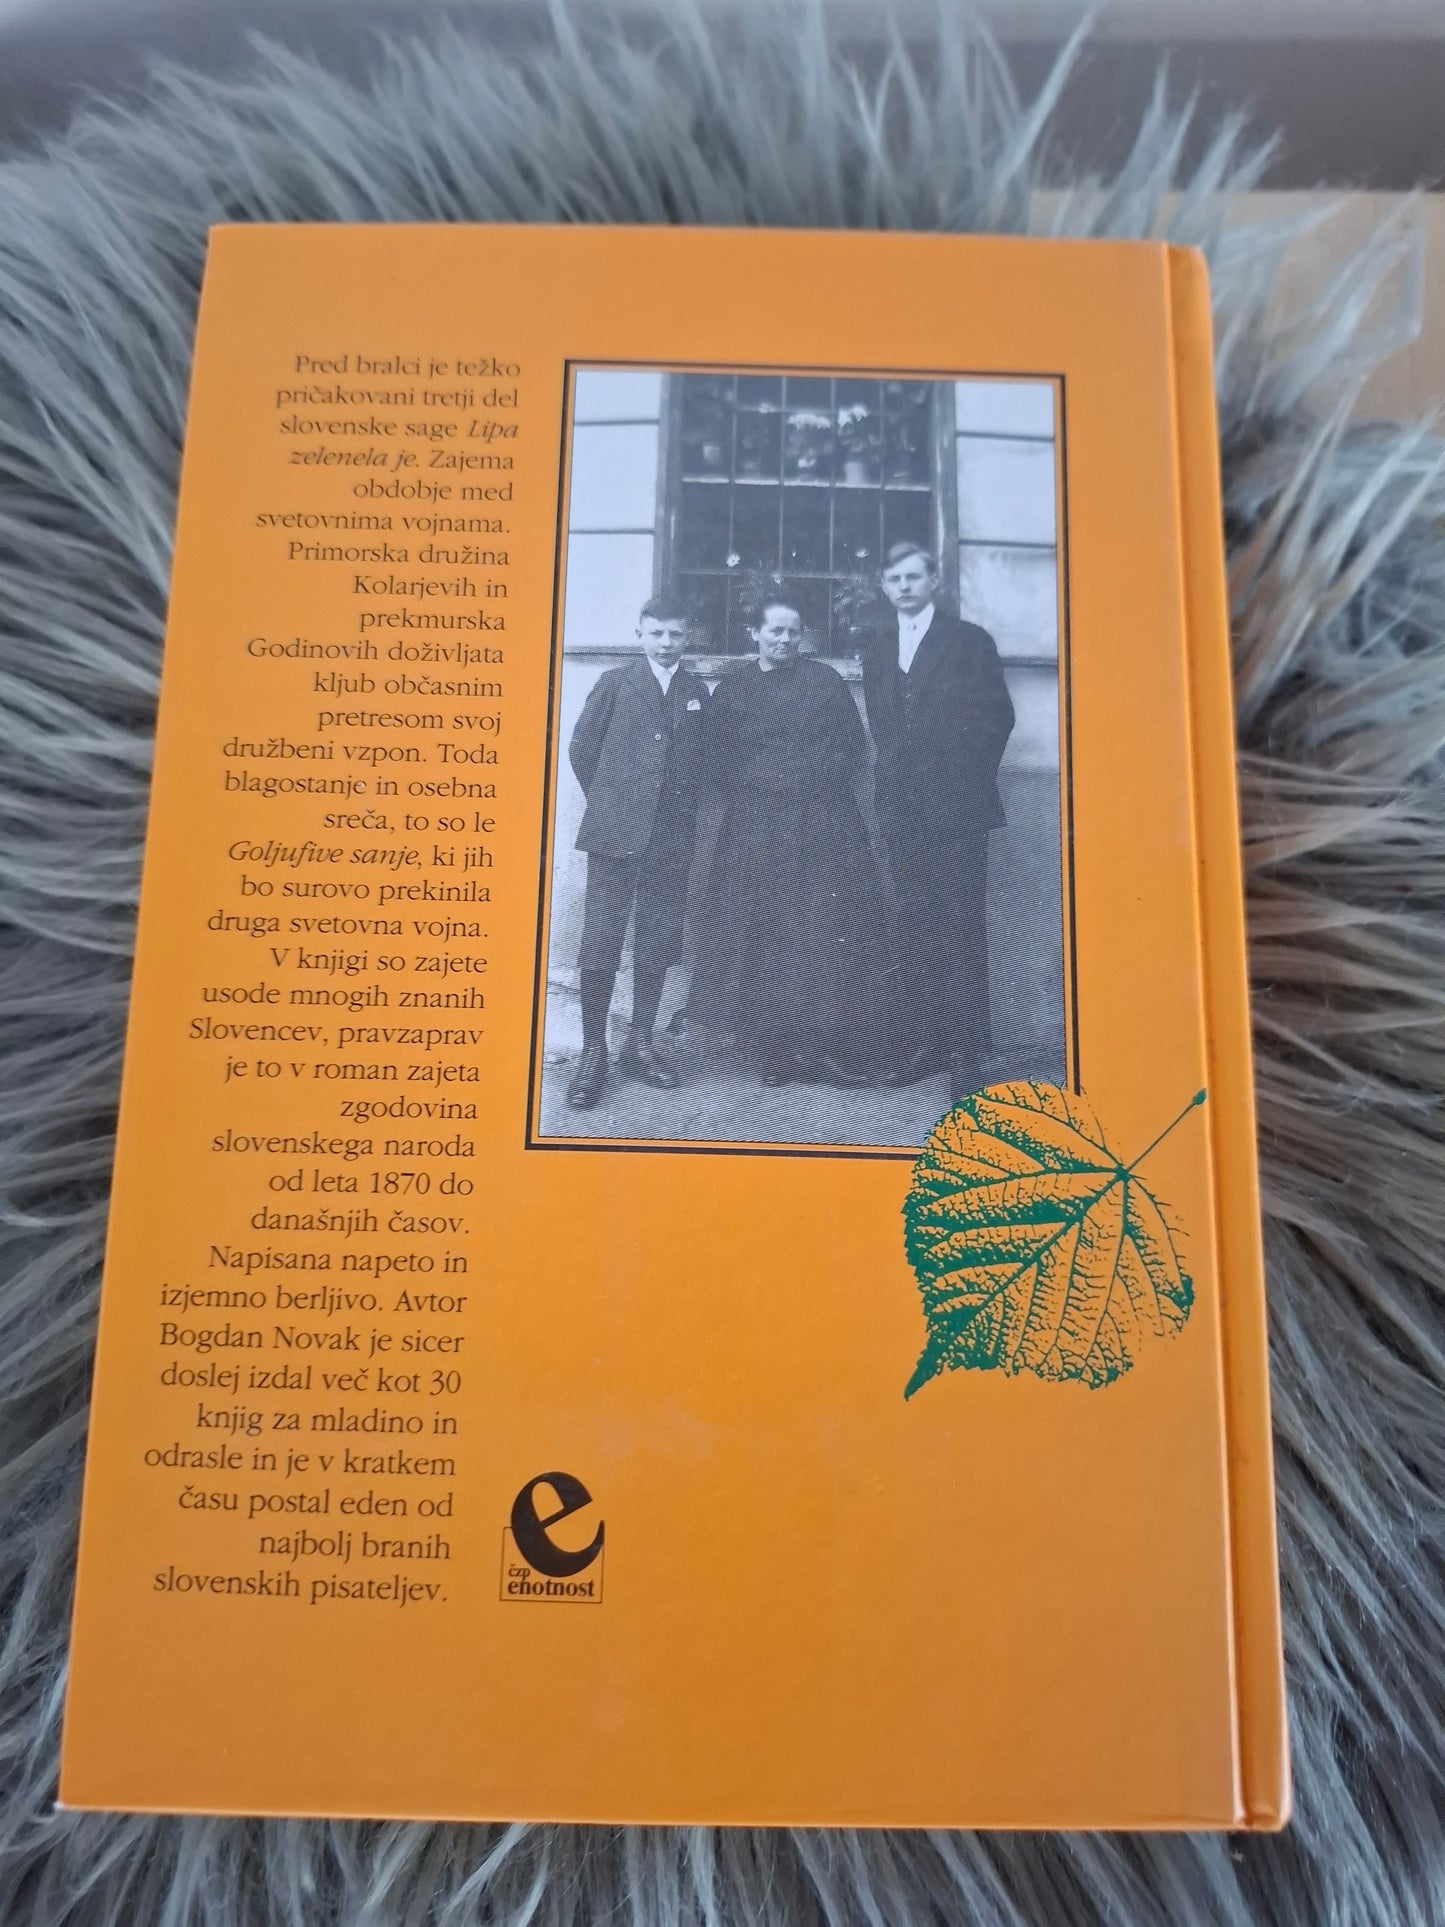 Pred bralci je težko
pričakovani tretji del
slovenske sage Lipa
zelenela je. Zajema
obdobje med
svetovnima vojnama.
Primorska družina
Kolarjevih in
prekmurska
Godinovih doživljata
kljub občasnim
pretresom svoj
družbeni vzpon. Toda
blagostanje in osebna
sreča, to so le
Goljufive sanje, ki jih
bo surovo prekinila
druga svetovna vojna.
V knjigi so zajete
usode mnogih znanih
Slovencev, pravzaprav
je to v roman zajeta
zgodovina
slovenskega naroda
od leta 1870 do
današnjih časov.
Napisana napeto in
izjemno berljivo. Avtor
Bogdan Novak je sicer
doslej izdal več kot 30
knjig za mladino in
odrasle in je v kratkem
času postal eden od
najbolj branih
slovenskih pisateljev.
e
čzp
enotnost